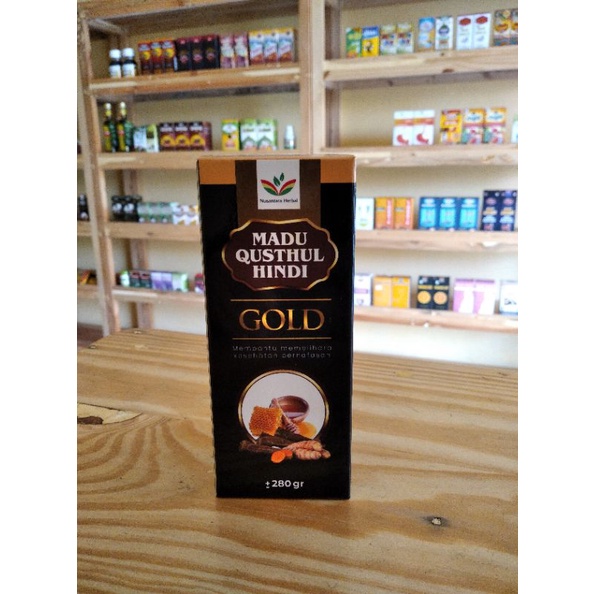 Nusantara Herbal
MADU
QUSTHUL
HINDI
GOLD
Membantu memelihara
kesehatan pernafasan
± 280 gr